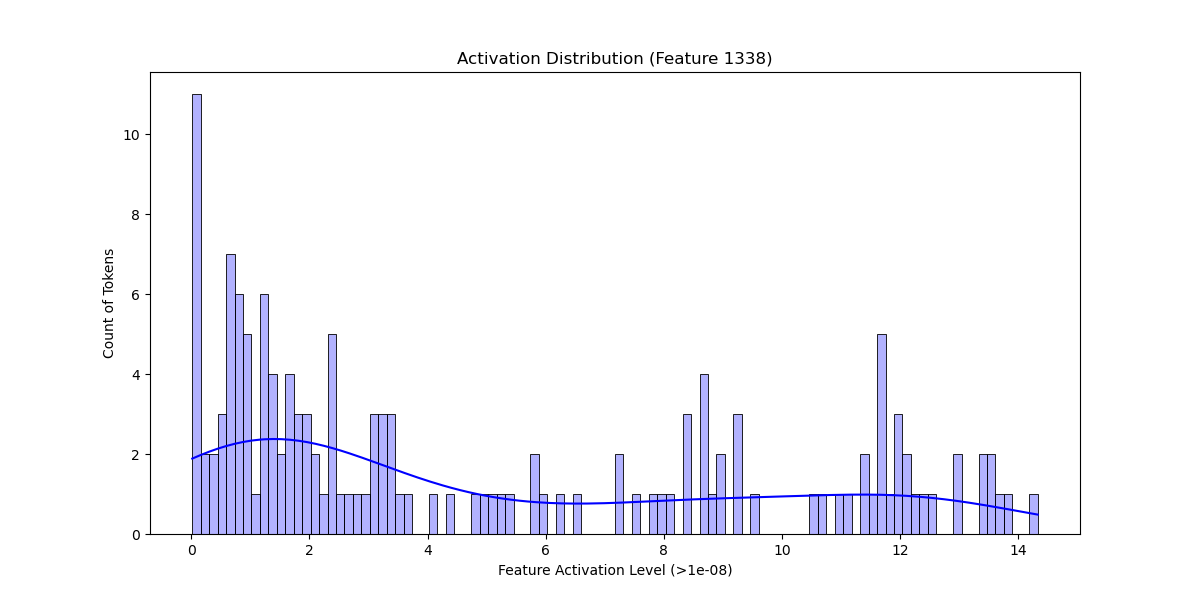 Activation Distribution (Feature 1338)
Count of Tokens
10
8
6
4
2
0
0 2 4 6 8 10 12 14
Feature Activation Level (>1e-08)